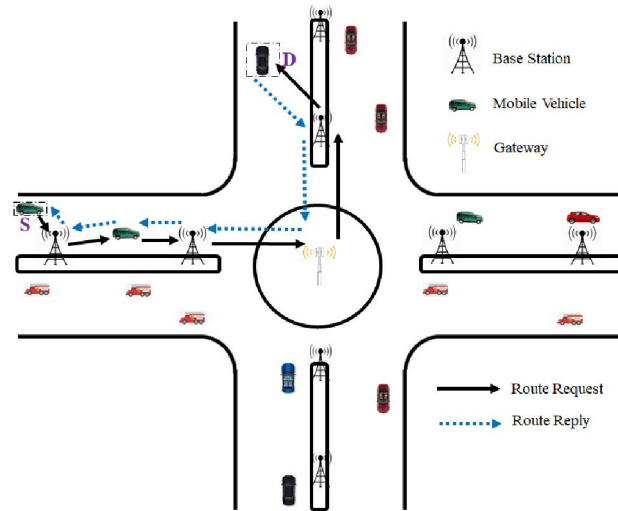 D
Base Station
Mobile Vehicle
Gateway
S
Route Request
Route Reply